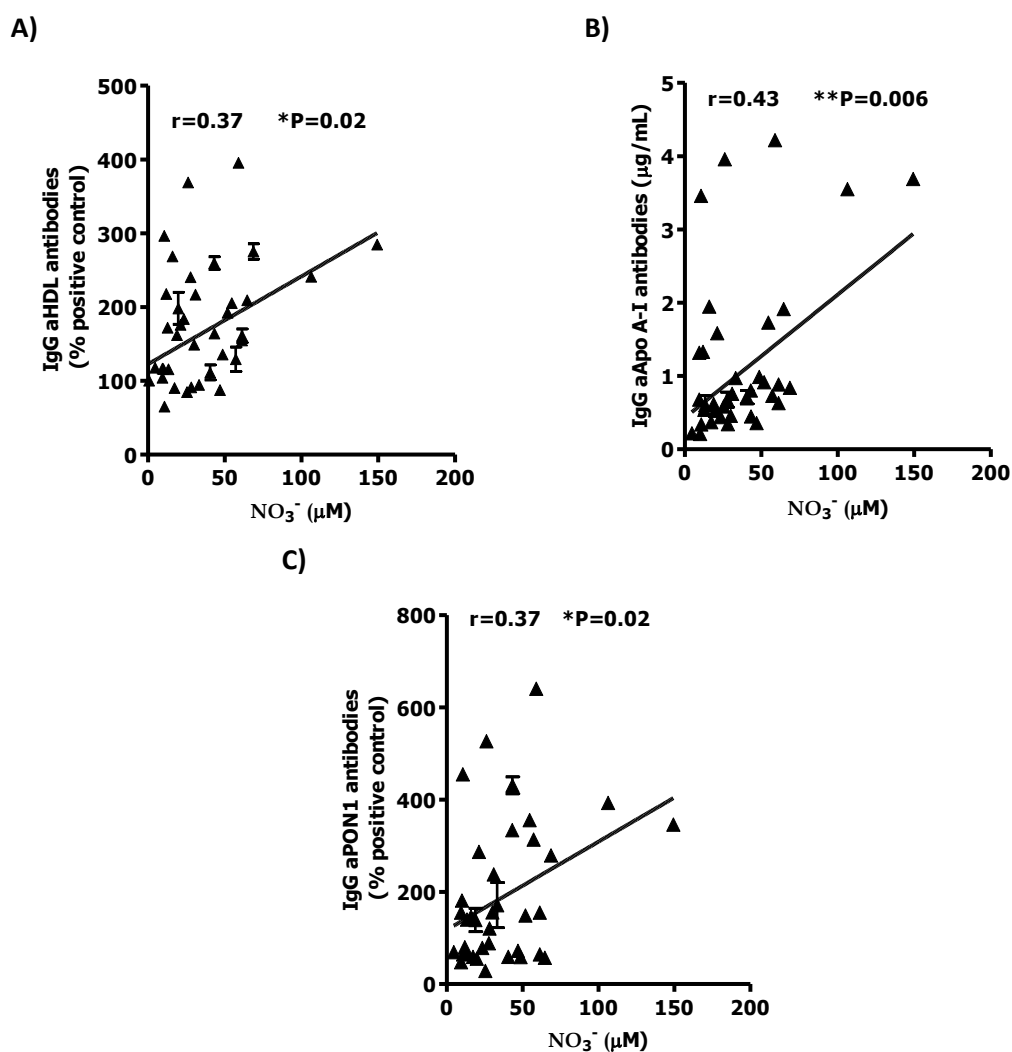 A)
r=0.37 *P=0.02
IgG aHDL antibodies
(% positive control)
500
400
300
200
100
0
0 50 100 150 200
NO₃⁻ (μM)
B)
r=0.43 **P=0.006
IgG aApo A-I antibodies (μg/mL)
5
4
3
2
1
0
0 50 100 150 200
NO₃⁻ (μM)
C)
r=0.37 *P=0.02
IgG aPON1 antibodies
(% positive control)
800
600
400
200
0
0 50 100 150 200
NO₃⁻ (μM)